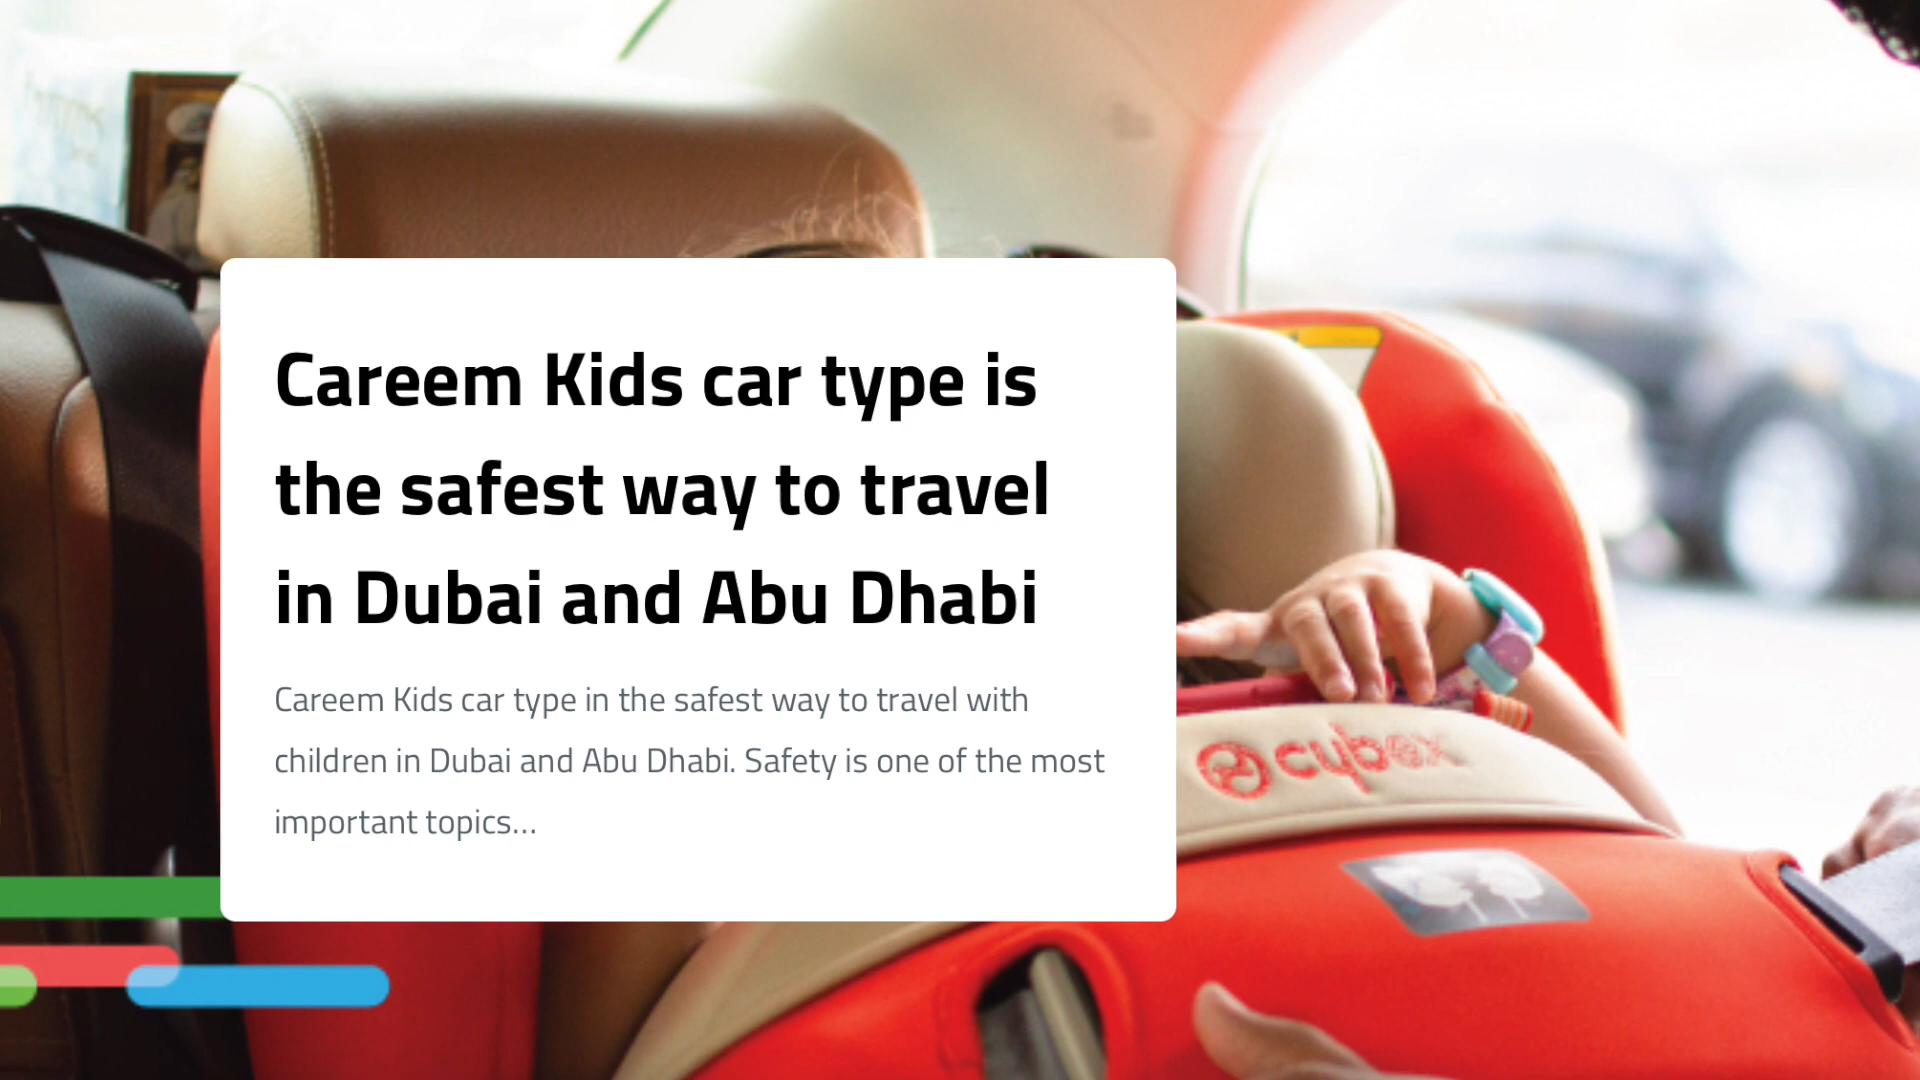 Careem Kids car type is
the safest way to travel
in Dubai and Abu Dhabi
Careem Kids car type in the safest way to travel with
children in Dubai and Abu Dhabi. Safety is one of the most
important topics...
cybex